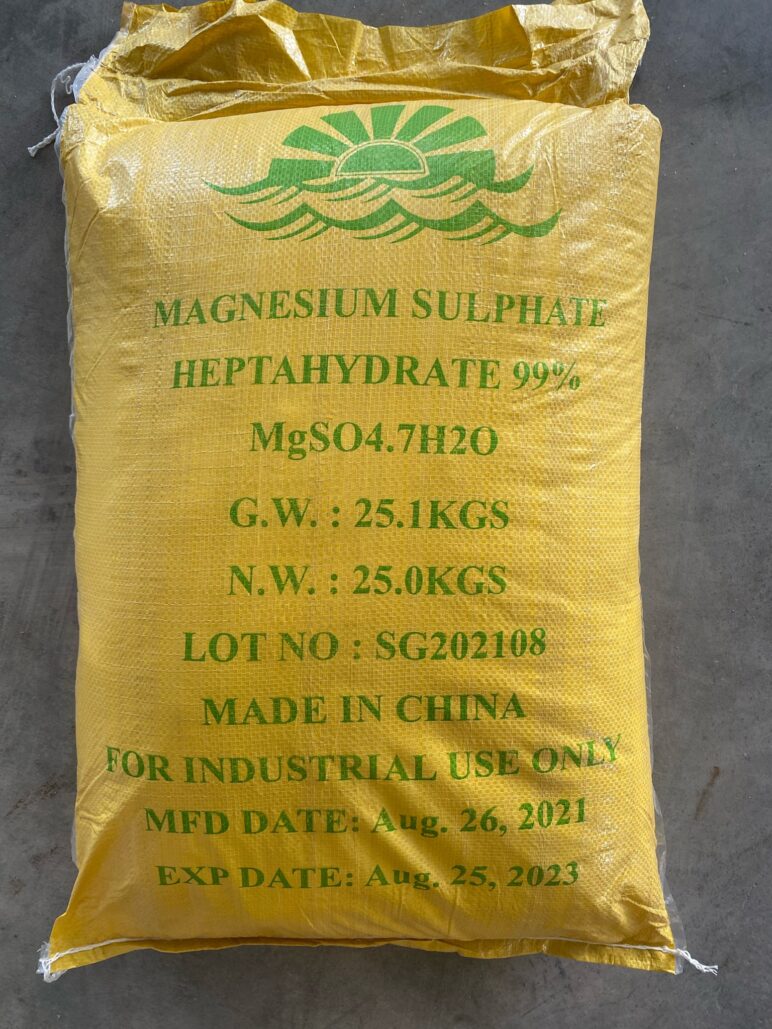 MAGNESIUM SULPHATE
HEPTAHYDRATE 99%
MgSO4.7H2O
G.W. : 25.1KGS
N.W. : 25.0KGS
LOT NO : SG202108
MADE IN CHINA
FOR INDUSTRIAL USE ONLY
MFD DATE: Aug. 26, 2021
EXP DATE: Aug. 25, 2023